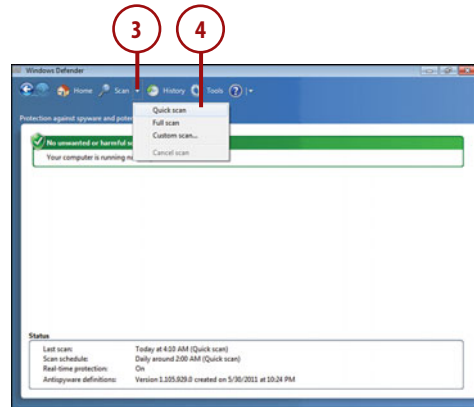 3 4
Windows Defender
Home Scan History Tools
Quick scan
Full scan
Custom scan...
Cancel scan
Protection against spyware and
No unwanted or harmful
Your computer is running
Status
Last scan: Today at 4:10 AM (Quick scan)
Scan schedule: Daily around 2:00 AM (Quick scan)
Real-time protection: On
Antispyware definitions: Version 1.105.929.0 created on 5/30/2011 at 10:24 PM